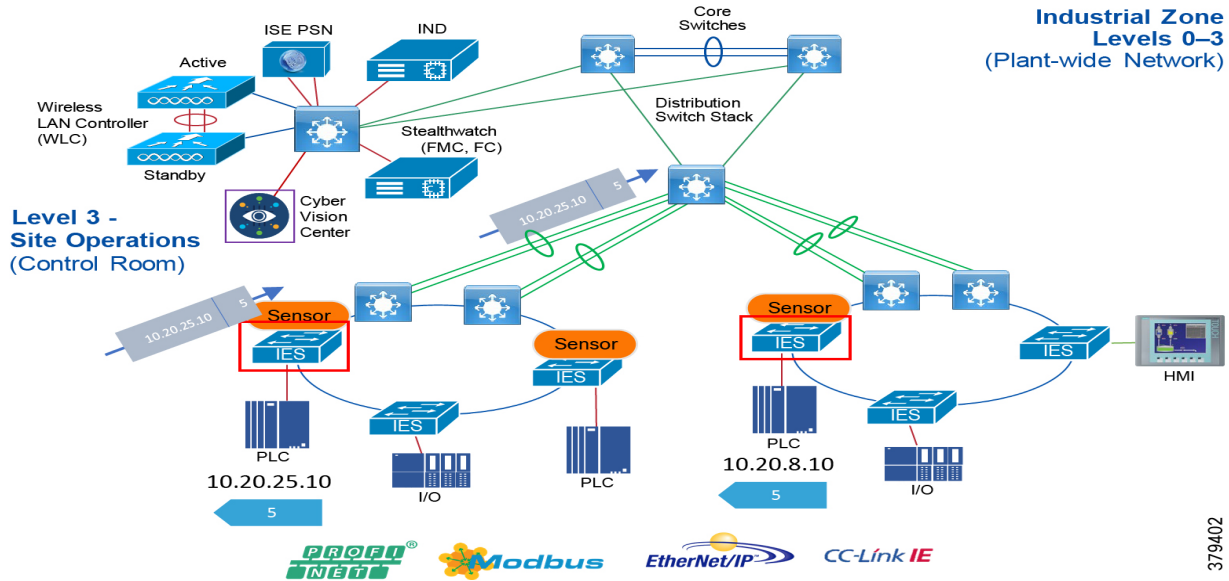 Industrial Zone
Levels 0–3
(Plant-wide Network)
Core
Switches
ISE PSN
IND
Active
Wireless
LAN Controller
(WLC)
Standby
Stealthwatch
(FMC, FC)
Distribution
Switch Stack
Cyber
Vision
Center
10.20.25.10 5
Level 3 -
Site Operations
(Control Room)
10.20.25.10 5
Sensor
IES
Sensor
IES
IES
PLC
10.20.25.10
5
I/O
PLC
Sensor
IES
IES
HMI
IES
PLC
10.20.8.10
5
I/O
PROFI
NET®
Modbus
EtherNet/IP™
CC-Link IE
379402